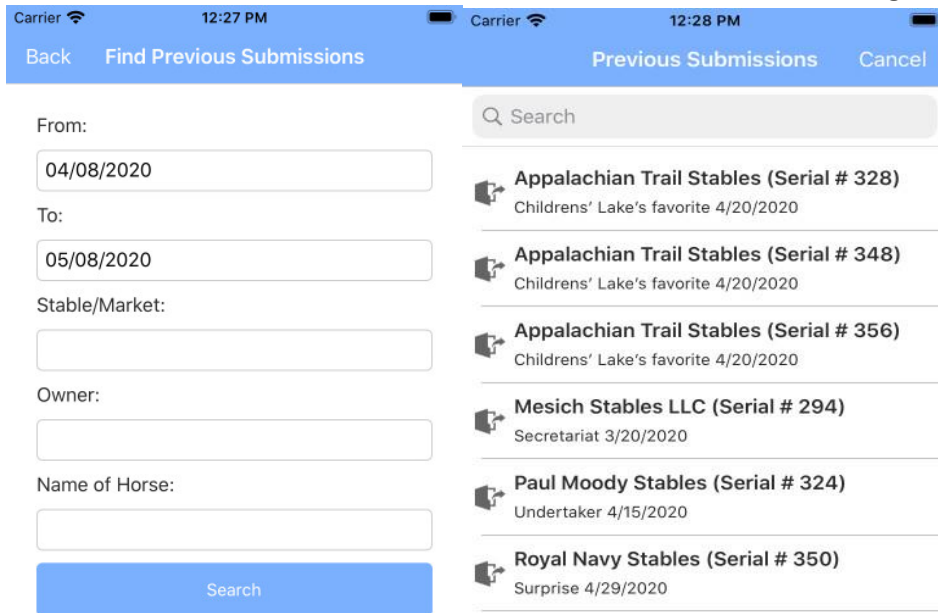 Carrier 12:27 PM
Back Find Previous Submissions
From:
04/08/2020
To:
05/08/2020
Stable/Market:
Owner:
Name of Horse:
Search
Carrier 12:28 PM
Previous Submissions Cancel
Search
Appalachian Trail Stables (Serial # 328)
Childrens' Lake's favorite 4/20/2020
Appalachian Trail Stables (Serial # 348)
Childrens' Lake's favorite 4/20/2020
Appalachian Trail Stables (Serial # 356)
Childrens' Lake's favorite 4/20/2020
Mesich Stables LLC (Serial # 294)
Secretariat 3/20/2020
Paul Moody Stables (Serial # 324)
Undertaker 4/15/2020
Royal Navy Stables (Serial # 350)
Surprise 4/29/2020